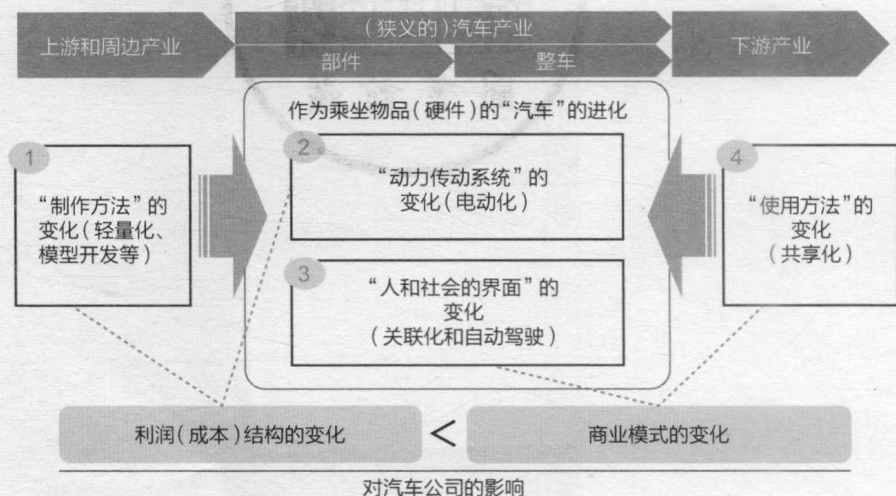 上游和周边产业
（狭义的）汽车产业
部件
整车
下游产业
作为乘坐物品（硬件）的“汽车”的进化
1
“制作方法”的
变化（轻量化、
模型开发等）
2
“动力传动系统”的
变化（电动化）
3
“人和社会的界面”的
变化
（关联化和自动驾驶）
4
“使用方法”的
变化
（共享化）
利润（成本）结构的变化
<
商业模式的变化
对汽车公司的影响